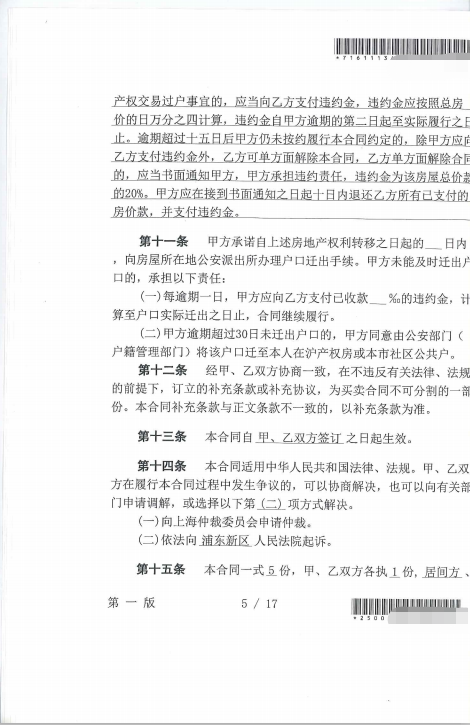 *7161113
产权交易过户事宜的，应当向乙方支付违约金，违约金应按照总房
价的日万分之四计算，违约金自甲方逾期的第二日起至实际履行之日
止。逾期超过十五日后甲方仍未按约履行本合同约定的，除甲方应向
乙方支付违约金外，乙方可单方面解除本合同，乙方单方面解除合同
的，应当书面通知甲方，甲方承担违约责任，违约金为该房屋总价款
的20%。甲方应在接到书面通知之日起十日内退还乙方所有已支付的
房价款，并支付违约金。
第十一条 甲方承诺自上述房地产权利转移之日起的___日内
，向房屋所在地公安派出所办理户口迁出手续。甲方未能及时迁出户
口的，承担以下责任：
(一)每逾期一日，甲方应向乙方支付已收款___‰的违约金，计
算至户口实际迁出之日止，合同继续履行。
(二)甲方逾期超过30日未迁出户口的，甲方同意由公安部门（
户籍管理部门）将该户口迁至本人在沪产权房或本市社区公共户。
第十二条 经甲、乙双方协商一致，在不违反有关法律、法规
的前提下，订立的补充条款或补充协议，为买卖合同不可分割的一部
份。本合同补充条款与正文条款不一致的，以补充条款为准。
第十三条 本合同自 甲、乙双方签订 之日起生效。
第十四条 本合同适用中华人民共和国法律、法规。甲、乙双
方在履行本合同过程中发生争议的，可以协商解决，也可以向有关部
门申请调解，或选择以下第 (二) 项方式解决。
(一)向上海仲裁委员会申请仲裁。
(二)依法向 浦东新区 人民法院起诉。
第十五条 本合同一式 5 份，甲、乙双方各执 1 份, 居间方 、
第 一 版 5 / 17
*2500